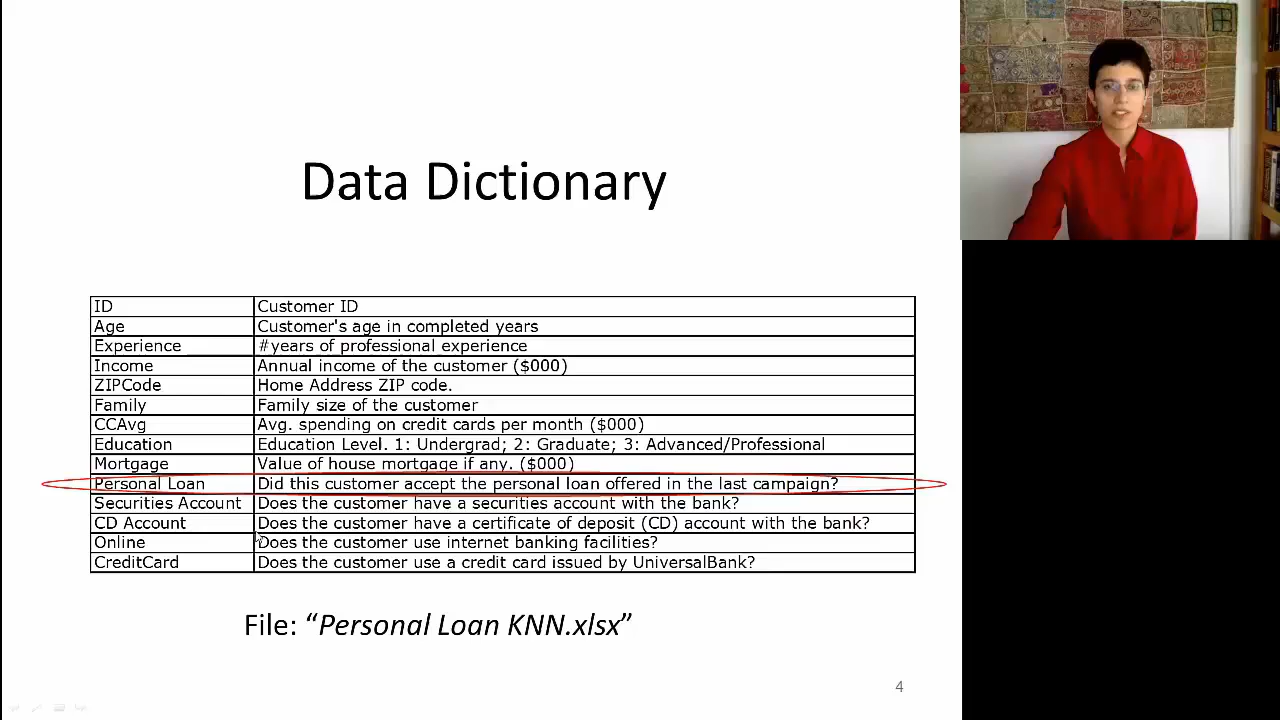 Data Dictionary
ID Customer ID
Age Customer's age in completed years
Experience #years of professional experience
Income Annual income of the customer ($000)
ZIPCode Home Address ZIP code.
Family Family size of the customer
CCAvg Avg. spending on credit cards per month ($000)
Education Education Level. 1: Undergrad; 2: Graduate; 3: Advanced/Professional
Mortgage Value of house mortgage if any. ($000)
Personal Loan Did this customer accept the personal loan offered in the last campaign?
Securities Account Does the customer have a securities account with the bank?
CD Account Does the customer have a certificate of deposit (CD) account with the bank?
Online Does the customer use internet banking facilities?
CreditCard Does the customer use a credit card issued by UniversalBank?
File: “Personal Loan KNN.xlsx”
4